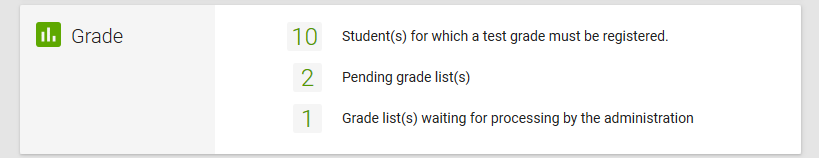 Grade
10 Student(s) for which a test grade must be registered.
2 Pending grade list(s)
1 Grade list(s) waiting for processing by the administration